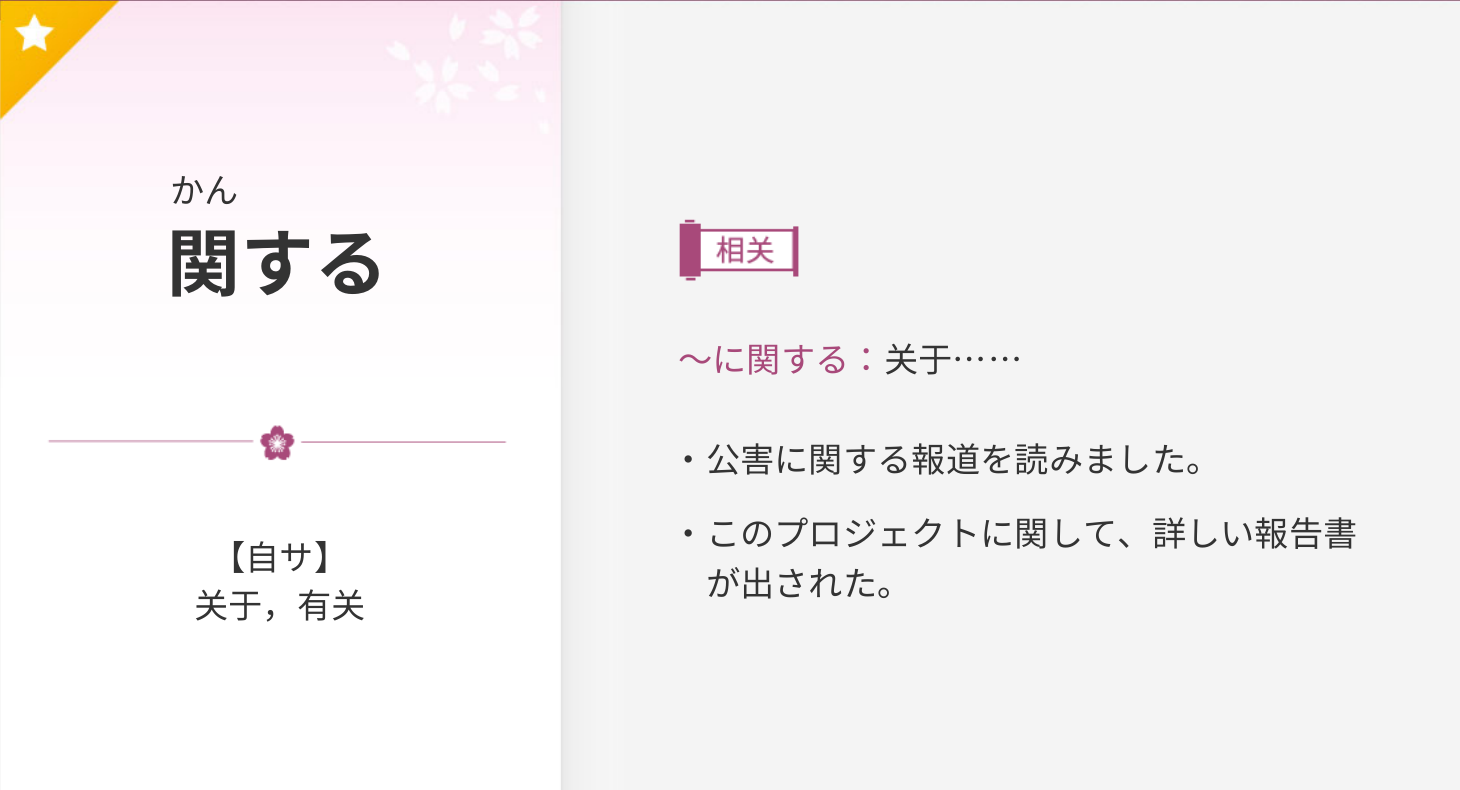 かん
関する
【自サ】
关于，有关
相关
～に関する：关于……
・公害に関する報道を読みました。
・このプロジェクトに関して、詳しい報告書
が出された。